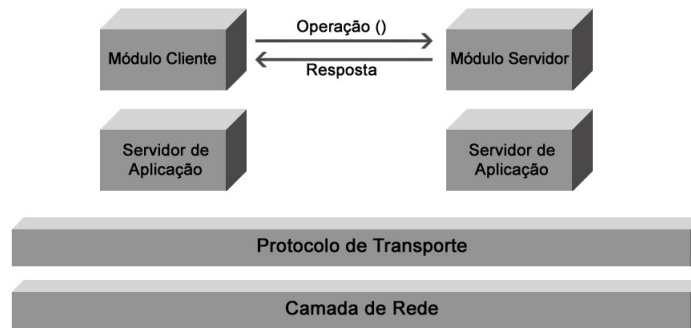 Operação ()
Módulo Cliente
Módulo Servidor
Resposta
Servidor de
Aplicação
Servidor de
Aplicação
Protocolo de Transporte
Camada de Rede